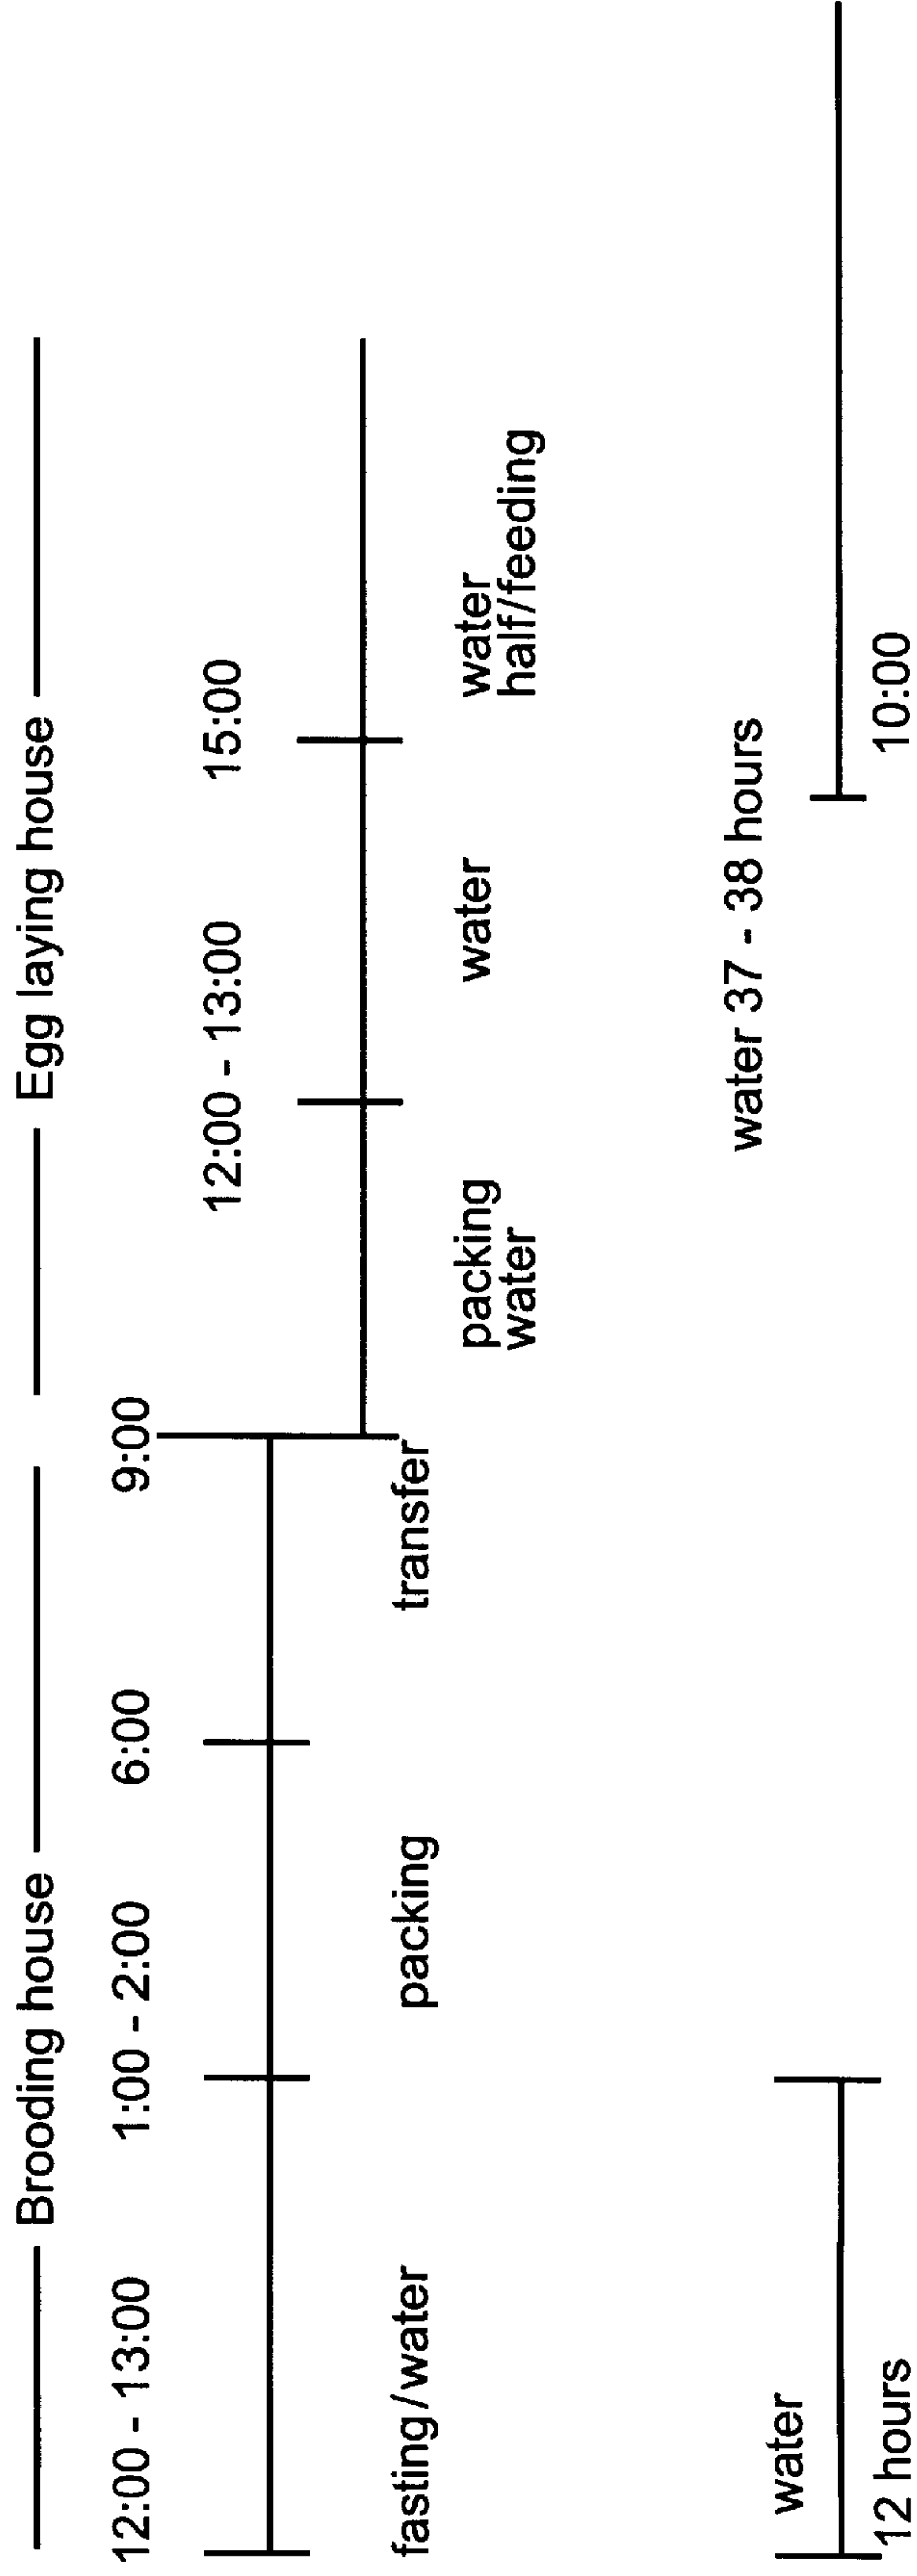 Brooding house
Egg laying house
12:00 - 13:00
1:00 - 2:00
6:00
9:00
12:00 - 13:00
15:00
fasting/water
packing
transfer
packing
water
water
water
half/feeding
water
12 hours
water 37 - 38 hours
10:00